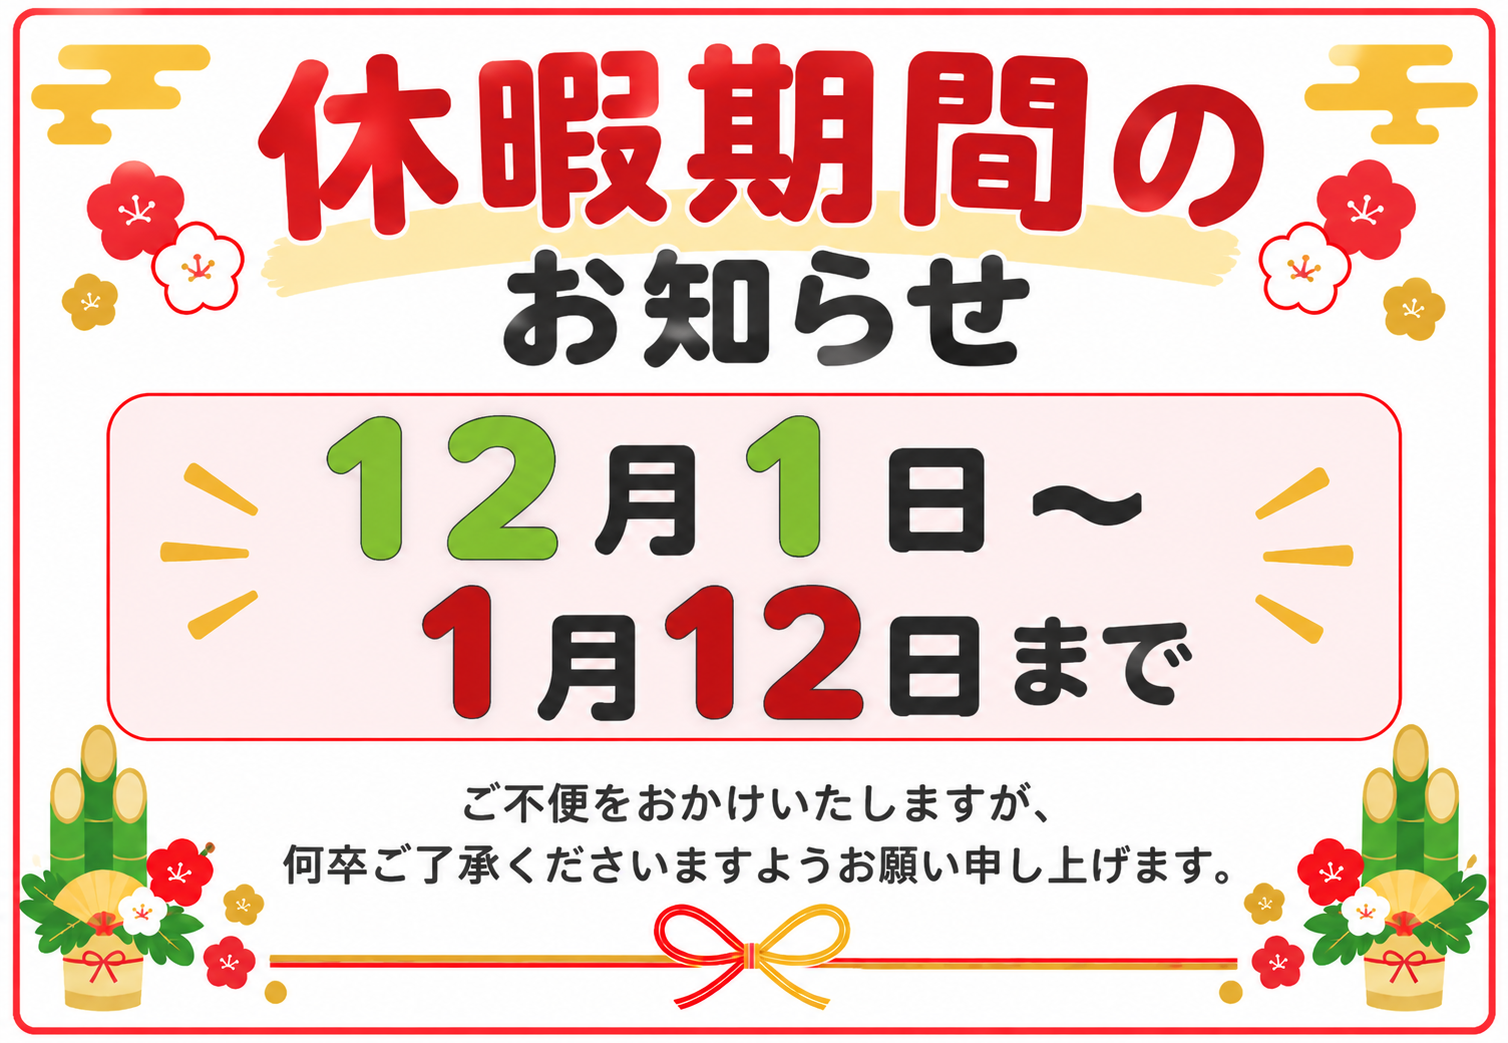 休暇期間の
お知らせ
12月1日～
1月12日まで
ご不便をおかけいたしますが、
何卒ご了承くださいますようお願い申し上げます。